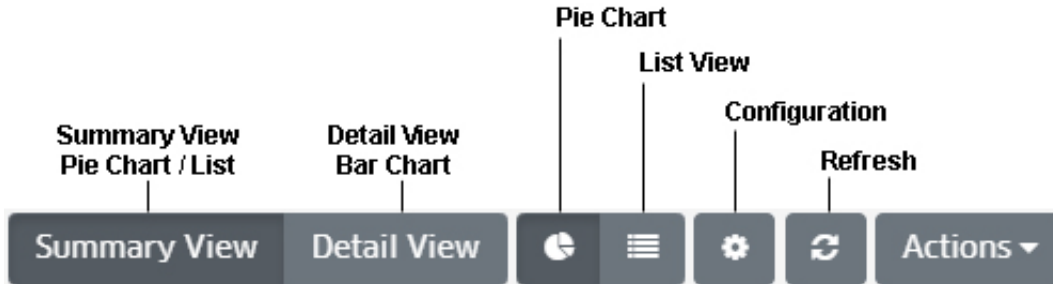 Pie Chart
List View
Configuration
Summary View
Pie Chart / List
Detail View
Bar Chart
Refresh
Summary View
Detail View
Actions